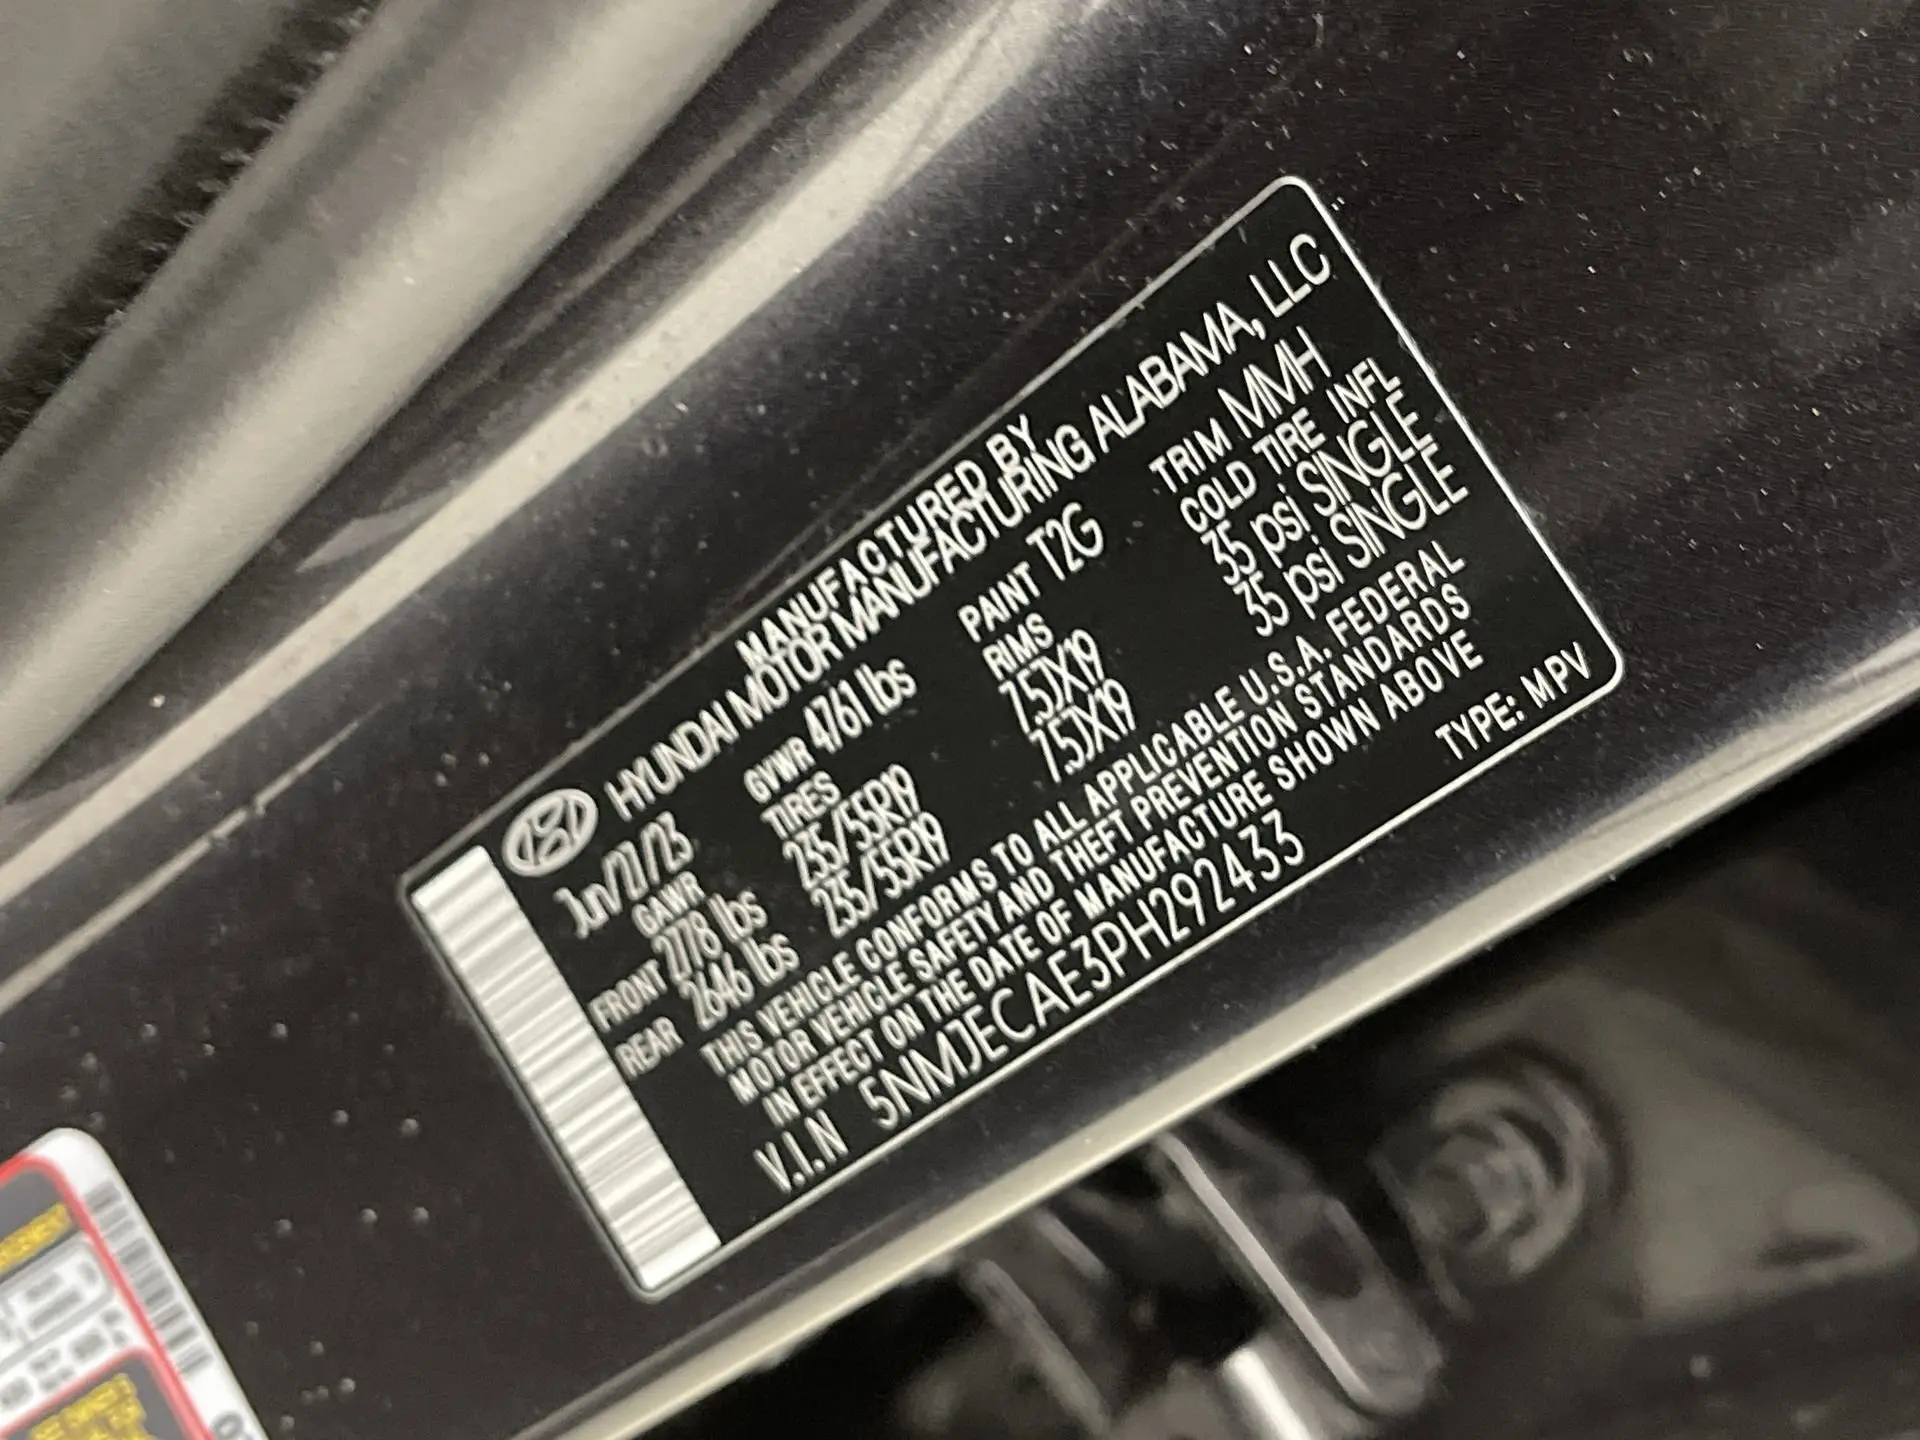 MANUFACTURED BY
HYUNDAI MOTOR MANUFACTURING ALABAMA, LLC
Jun/27/23 GVWR 4761 lbs PAINT T2G TRIM MMH
GAWR TIRES RIMS COLD TIRE INFL
FRONT 2778 lbs 235/55R19 7.5JX19 35 psi SINGLE
REAR 2646 lbs 235/55R19 7.5JX19 35 psi SINGLE
THIS VEHICLE CONFORMS TO ALL APPLICABLE U.S.A. FEDERAL
MOTOR VEHICLE SAFETY AND THEFT PREVENTION STANDARDS
IN EFFECT ON THE DATE OF MANUFACTURE SHOWN ABOVE
V.I.N 5NMJECAE3PH292433 TYPE: MPV